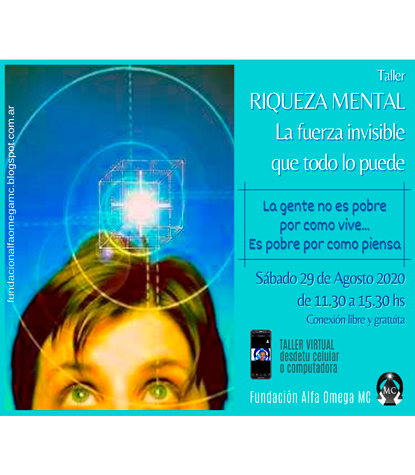 fundacionalfaomegamc.blogspot.com.ar
Taller
RIQUEZA MENTAL
La fuerza invisible
que todo lo puede
La gente no es pobre
por como vive...
Es pobre por como piensa
Sábado 29 de Agosto 2020
de 11.30 a 15.30 hs
Conexión libre y gratuita
TALLER VIRTUAL
desdetu celular
o computadora
Fundación Alfa Omega MC
MC